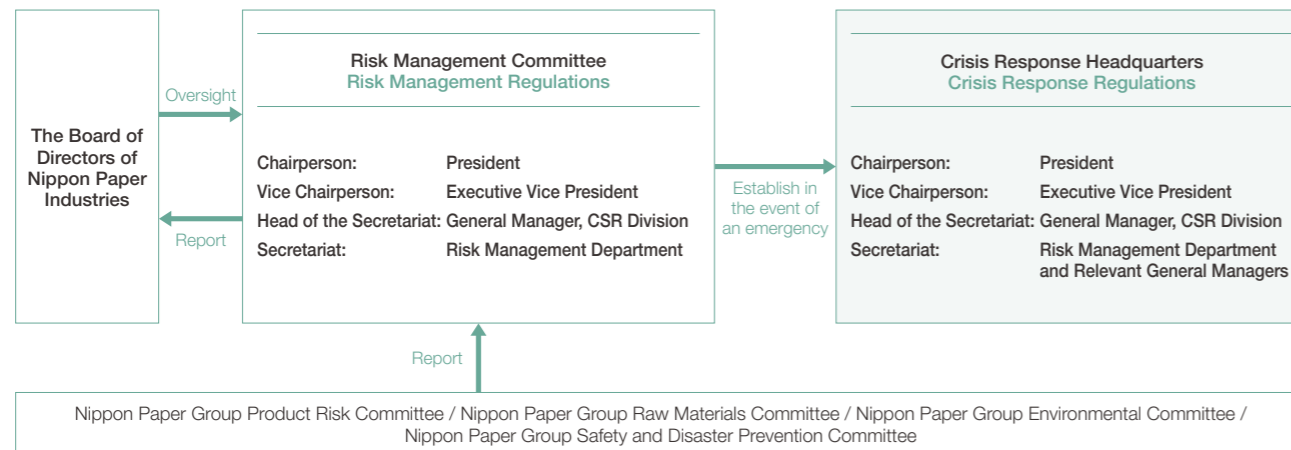 The Board of
Directors of
Nippon Paper
Industries
Oversight
Report
Risk Management Committee
Risk Management Regulations
Chairperson: President
Vice Chairperson: Executive Vice President
Head of the Secretariat: General Manager, CSR Division
Secretariat: Risk Management Department
Establish in
the event of
an emergency
Crisis Response Headquarters
Crisis Response Regulations
Chairperson: President
Vice Chairperson: Executive Vice President
Head of the Secretariat: General Manager, CSR Division
Secretariat: Risk Management Department
and Relevant General Managers
Report
Nippon Paper Group Product Risk Committee / Nippon Paper Group Raw Materials Committee / Nippon Paper Group Environmental Committee /
Nippon Paper Group Safety and Disaster Prevention Committee